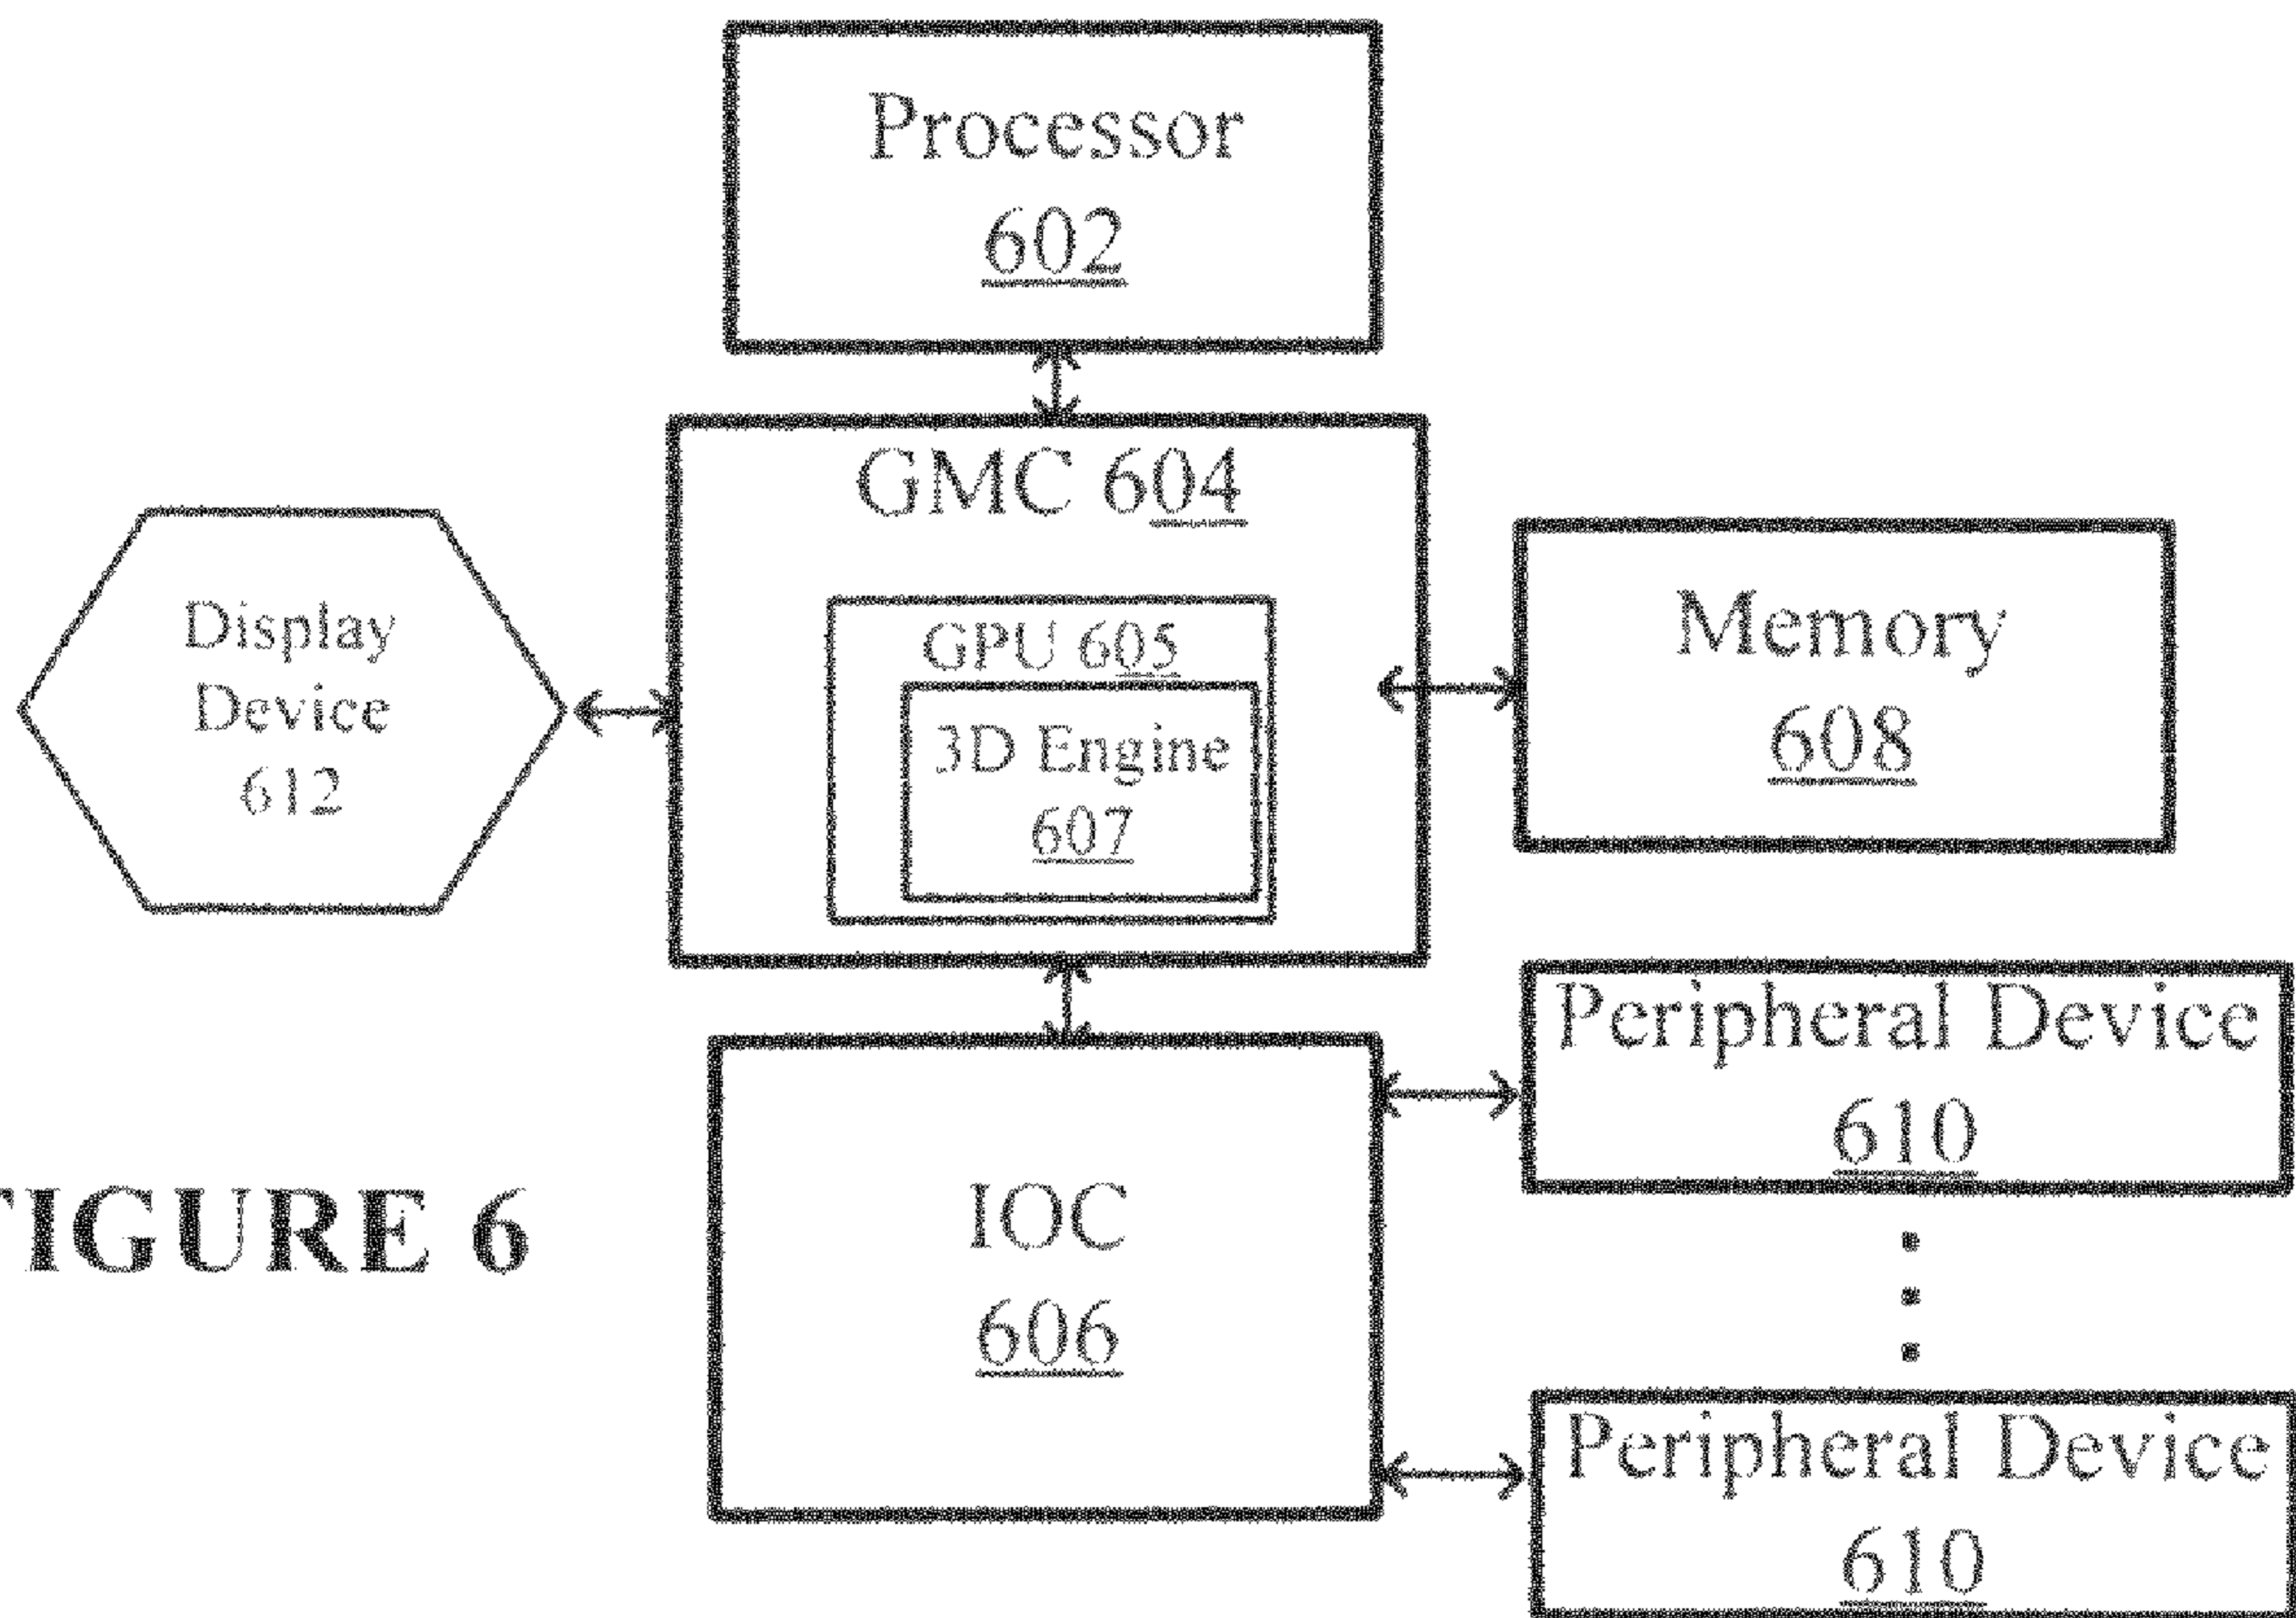 Processor
602
GMC 604
GPU 605
3D Engine
607
Display
Device
612
Memory
608
IOC
606
Peripheral Device
610
Peripheral Device
610
FIGURE 6